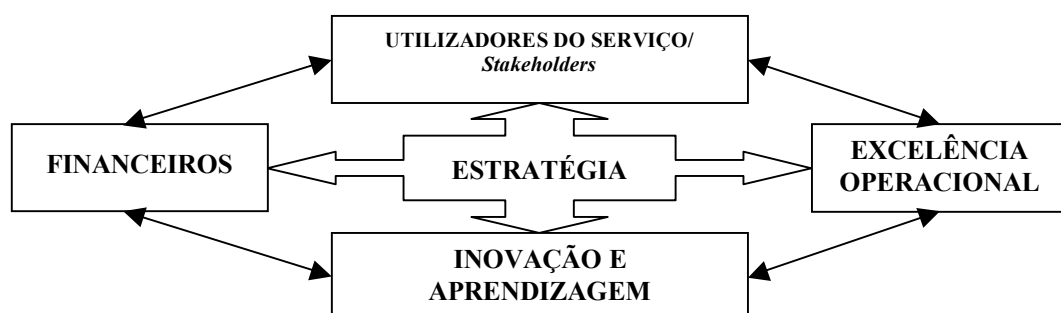 UTILIZADORES DO SERVIÇO/
Stakeholders
FINANCEIROS
ESTRATÉGIA
EXCELÊNCIA
OPERACIONAL
INOVAÇÃO E
APRENDIZAGEM